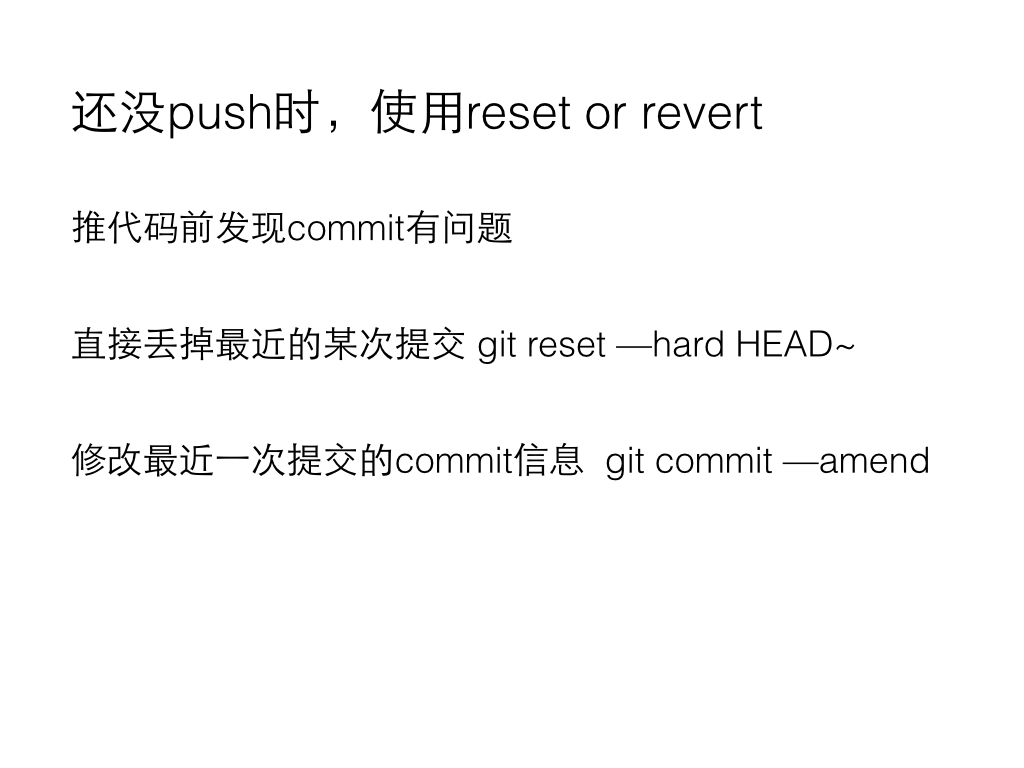 还没push时，使用reset or revert
推代码前发现commit有问题
直接丢掉最近的某次提交 git reset —hard HEAD~
修改最近一次提交的commit信息  git commit —amend